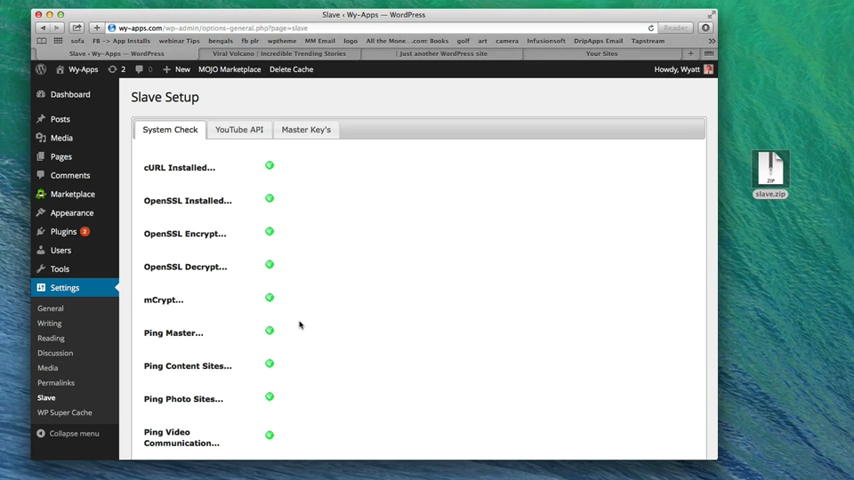 Slave ‹ Wy-Apps — WordPress
wy-apps.com/wp-admin/options-general.php?page=slave
Reader
sofa FB -> App Installs webinar Tips bengals fb plr wptwitbot MM Email logo All the Mone ...com Books golf art camera Infusionsoft DripApps Email Tapstream
Slave ‹ Wy-Apps — WordPress
Viral Volcano | Incredible Trending Stories
| Just another WordPress site
Your Sites
Wy-Apps 2 0 + New MOJO Marketplace Delete Cache
Howdy, Wyatt
Dashboard
Posts
Media
Pages
Comments
Marketplace
Appearance
Plugins 2
Users
Tools
Settings
General
Writing
Reading
Discussion
Media
Permalinks
Slave
WP Super Cache
Collapse menu
Slave Setup
System Check YouTube API Master Key's
cURL Installed...
OpenSSL Installed...
OpenSSL Encrypt...
OpenSSL Decrypt...
mCrypt...
Ping Master...
Ping Content Sites...
Ping Photo Sites...
Ping Video
Communication...
ZIP
slave.zip